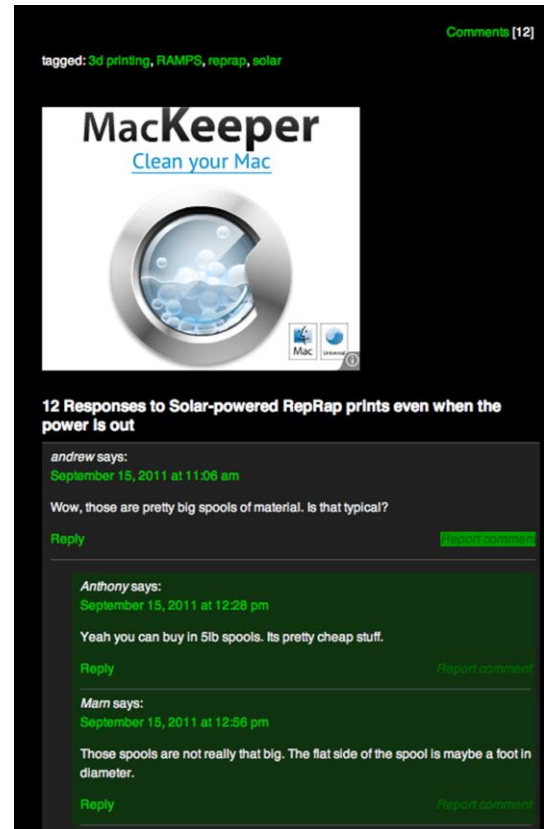 Comments [12]
tagged: 3d printing, RAMPS, reprap, solar
MacKeeper
Clean your Mac
Mac
Universal
12 Responses to Solar-powered RepRap prints even when the
power is out
andrew says:
September 15, 2011 at 11:06 am
Wow, those are pretty big spools of material. Is that typical?
Reply
Report comment
Anthony says:
September 15, 2011 at 12:28 pm
Yeah you can buy in 5lb spools. Its pretty cheap stuff.
Reply
Report comment
Marn says:
September 15, 2011 at 12:56 pm
Those spools are not really that big. The flat side of the spool is maybe a foot in
diameter.
Reply
Report comment